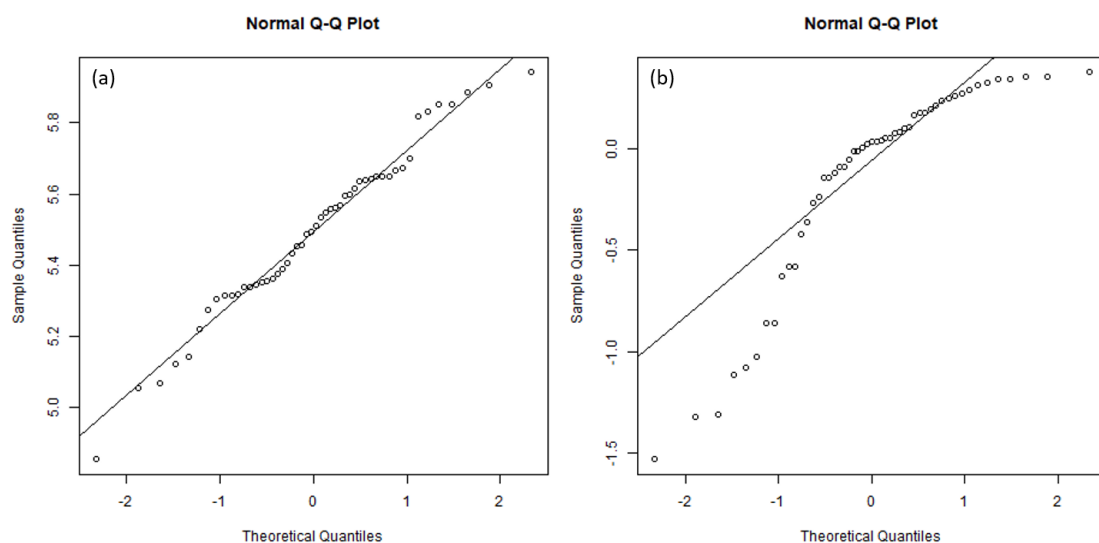 Normal Q-Q Plot
(a)
Sample Quantiles
5.8
5.6
5.4
5.2
5.0
-2 -1 0 1 2
Theoretical Quantiles
Normal Q-Q Plot
(b)
Sample Quantiles
0.0
-0.5
-1.0
-1.5
-2 -1 0 1 2
Theoretical Quantiles